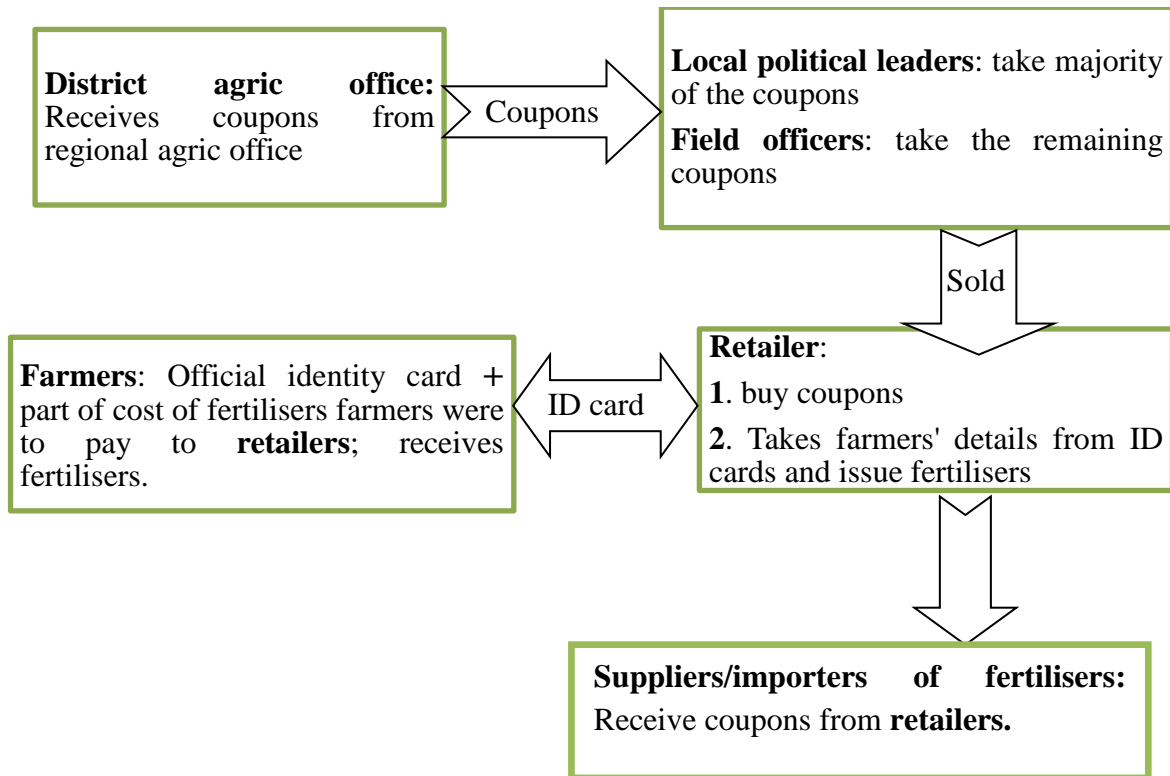 District agric office:
Receives coupons from
regional agric office
Coupons
Local political leaders: take majority
of the coupons
Field officers: take the remaining
coupons
Sold
Farmers: Official identity card +
part of cost of fertilisers farmers were
to pay to retailers; receives
fertilisers.
ID card
Retailer:
1. buy coupons
2. Takes farmers' details from ID
cards and issue fertilisers
Suppliers/importers of fertilisers:
Receive coupons from retailers.